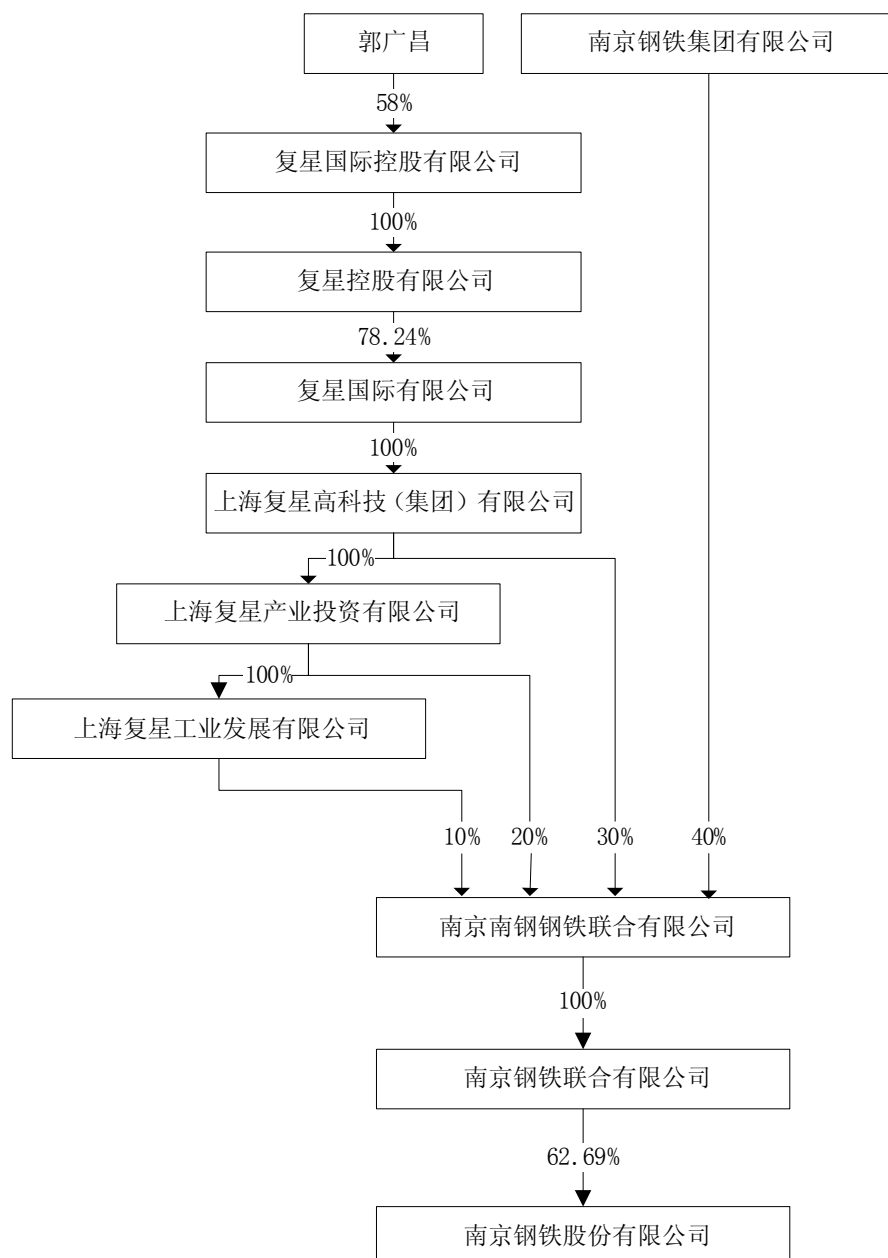 郭广昌
南京钢铁集团有限公司
58%
复星国际控股有限公司
100%
复星控股有限公司
78.24%
复星国际有限公司
100%
上海复星高科技（集团）有限公司
100%
上海复星产业投资有限公司
100%
上海复星工业发展有限公司
10%
20%
30%
40%
南京南钢钢铁联合有限公司
100%
南京钢铁联合有限公司
62.69%
南京钢铁股份有限公司